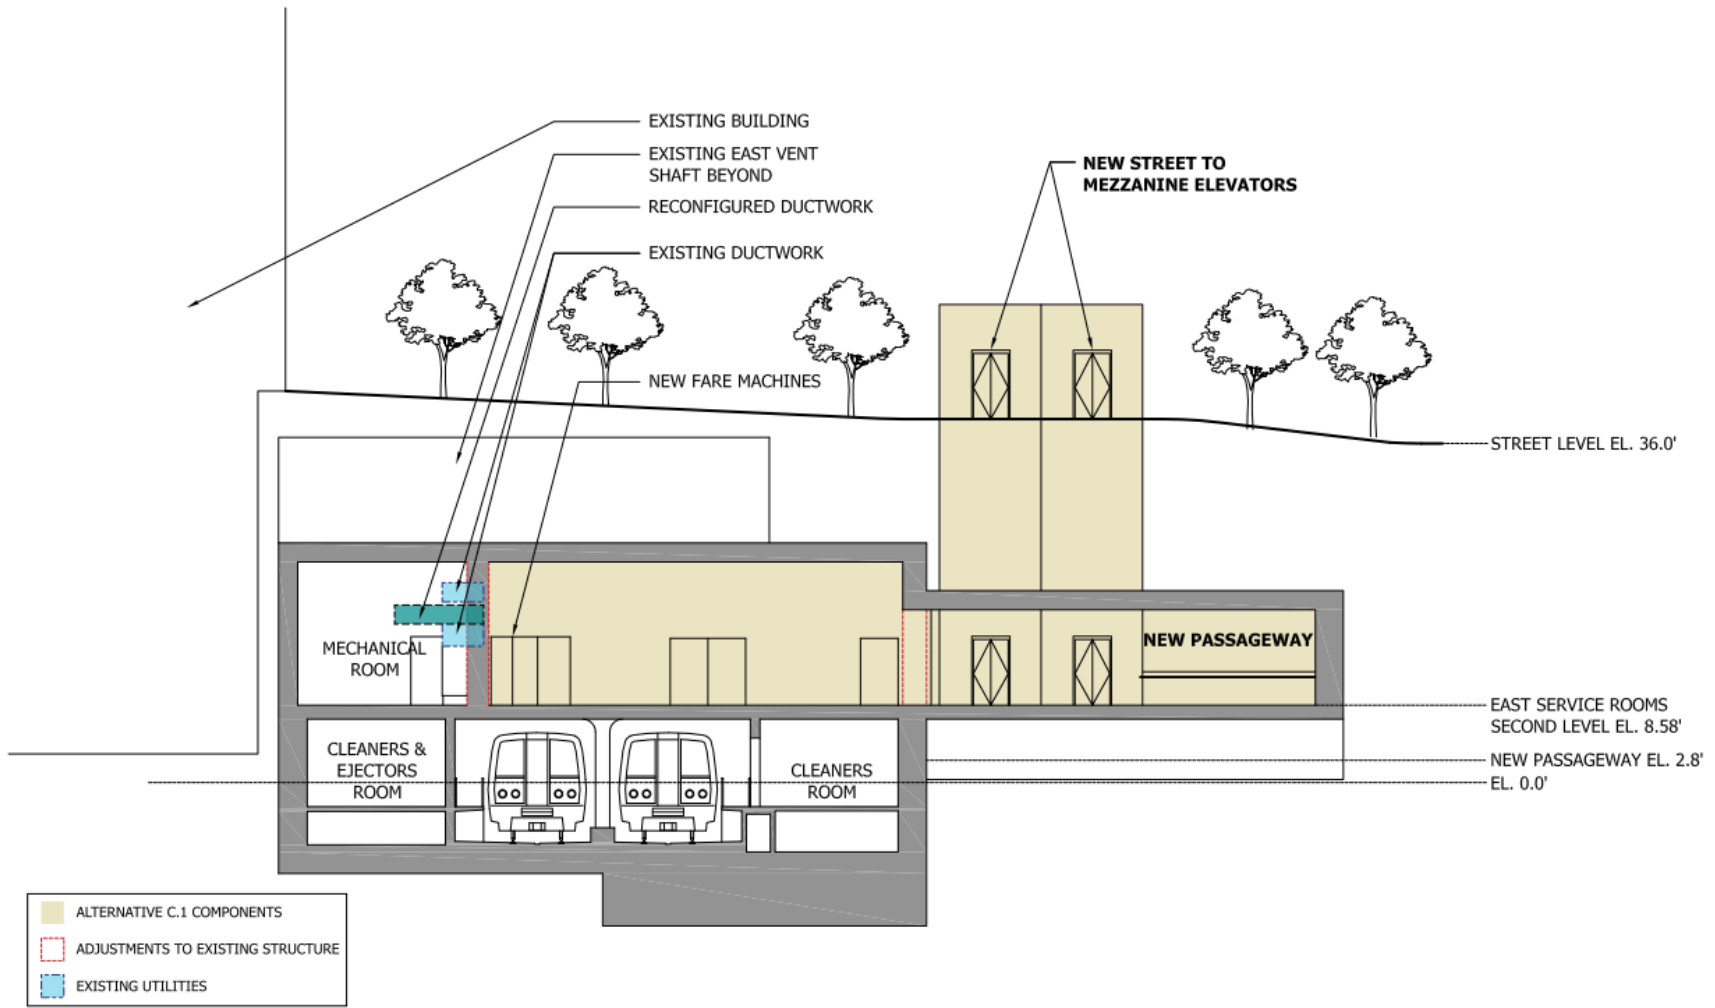 EXISTING BUILDING
EXISTING EAST VENT
SHAFT BEYOND
RECONFIGURED DUCTWORK
EXISTING DUCTWORK
NEW FARE MACHINES
NEW STREET TO
MEZZANINE ELEVATORS
STREET LEVEL EL. 36.0'
MECHANICAL
ROOM
NEW PASSAGEWAY
EAST SERVICE ROOMS
SECOND LEVEL EL. 8.58'
NEW PASSAGEWAY EL. 2.8'
EL. 0.0'
CLEANERS &
EJECTORS
ROOM
CLEANERS
ROOM
ALTERNATIVE C.1 COMPONENTS
ADJUSTMENTS TO EXISTING STRUCTURE
EXISTING UTILITIES